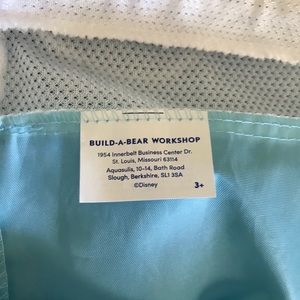 BUILD-A-BEAR WORKSHOP
1954 Innerbelt Business Center Dr.
St. Louis, Missouri 63114
Aquasulis, 10-14, Bath Road
Slough, Berkshire, SL1 3SA
©Disney
3+